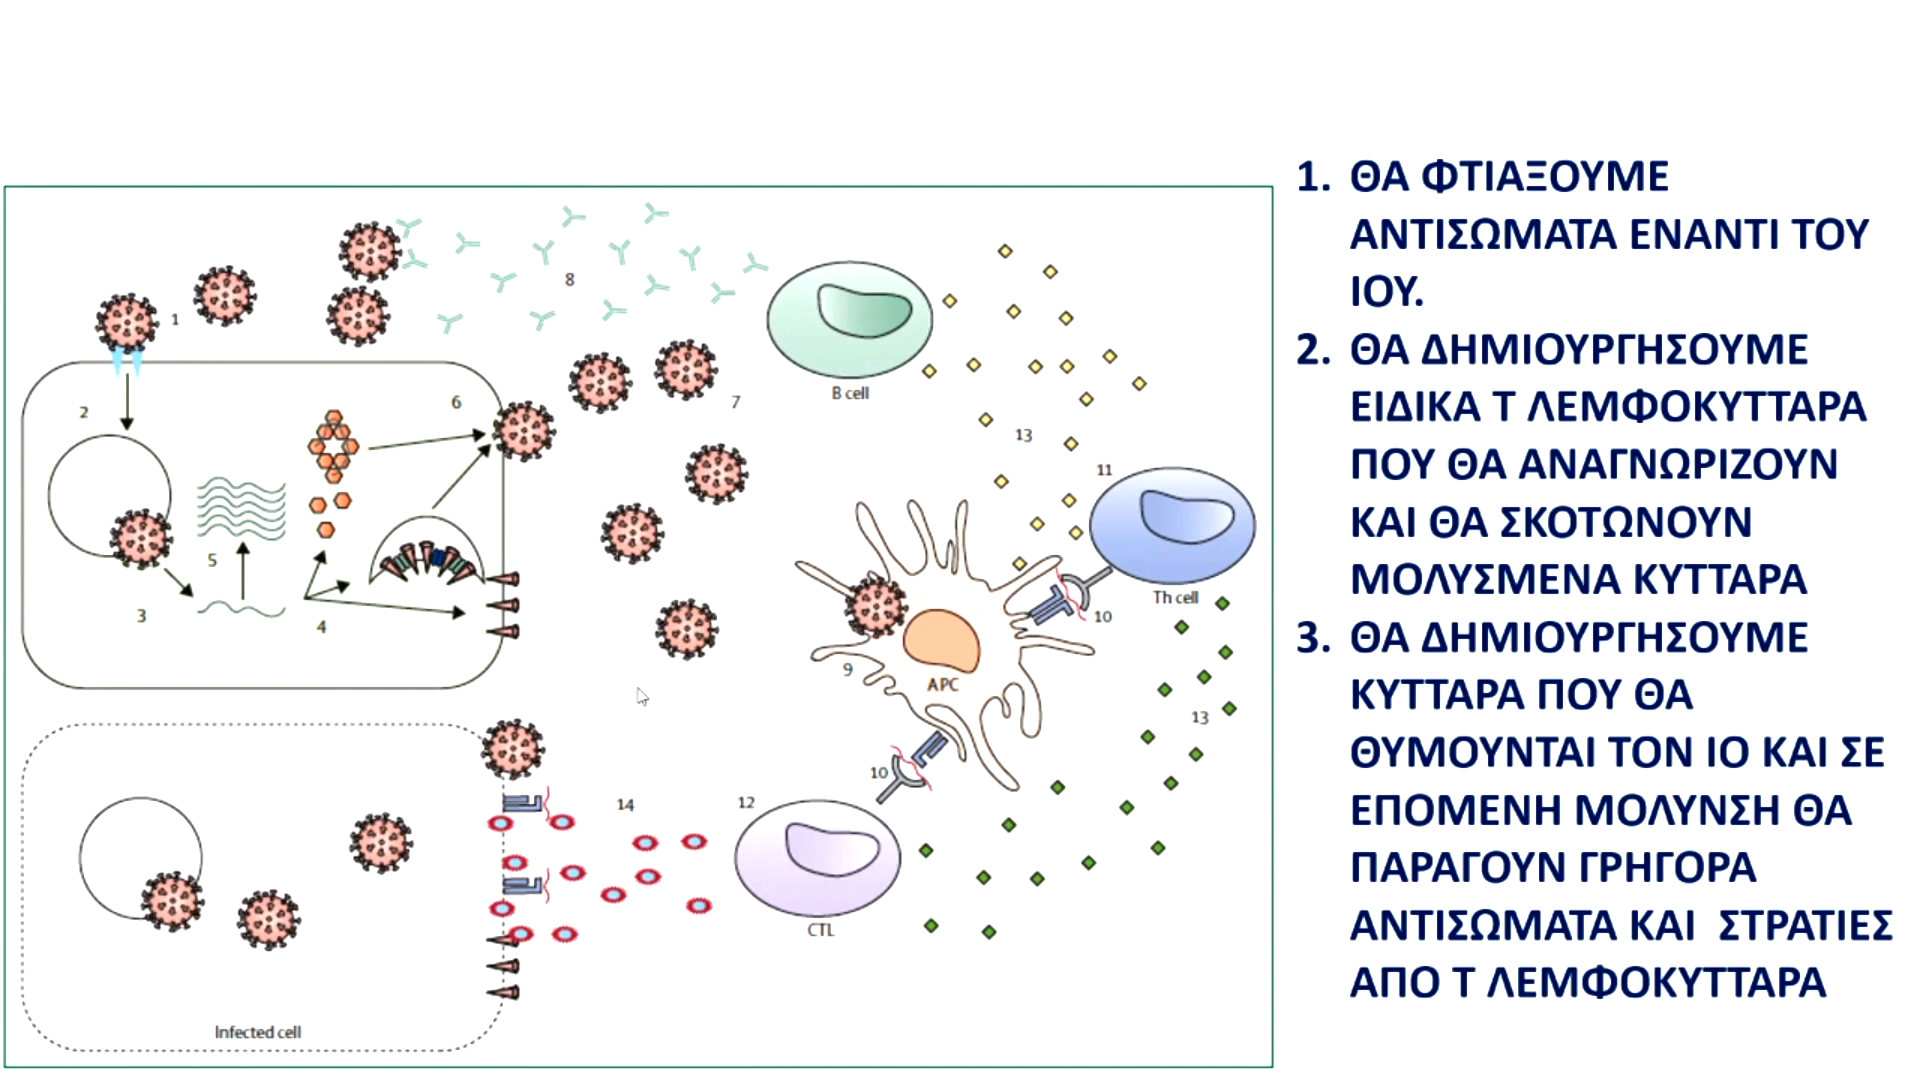 1. ΘΑ ΦΤΙΑΞΟΥΜΕ
ΑΝΤΙΣΩΜΑΤΑ ΕΝΑΝΤΙ ΤΟΥ
ΙΟΥ.
2. ΘΑ ΔΗΜΙΟΥΡΓΗΣΟΥΜΕ
ΕΙΔΙΚΑ Τ ΛΕΜΦΟΚΥΤΤΑΡΑ
ΠΟΥ ΘΑ ΑΝΑΓΝΩΡΙΖΟΥΝ
ΚΑΙ ΘΑ ΣΚΟΤΩΝΟΥΝ
ΜΟΛΥΣΜΕΝΑ ΚΥΤΤΑΡΑ
3. ΘΑ ΔΗΜΙΟΥΡΓΗΣΟΥΜΕ
ΚΥΤΤΑΡΑ ΠΟΥ ΘΑ
ΘΥΜΟΥΝΤΑΙ ΤΟΝ ΙΟ ΚΑΙ ΣΕ
ΕΠΟΜΕΝΗ ΜΟΛΥΝΣΗ ΘΑ
ΠΑΡΑΓΟΥΝ ΓΡΗΓΟΡΑ
ΑΝΤΙΣΩΜΑΤΑ ΚΑΙ ΣΤΡΑΤΙΕΣ
ΑΠΟ Τ ΛΕΜΦΟΚΥΤΤΑΡΑ
8
1
B cell
6
7
2
13
11
5
Th cell
3
4
10
9
APC
13
10
14
12
CTL
Infected cell